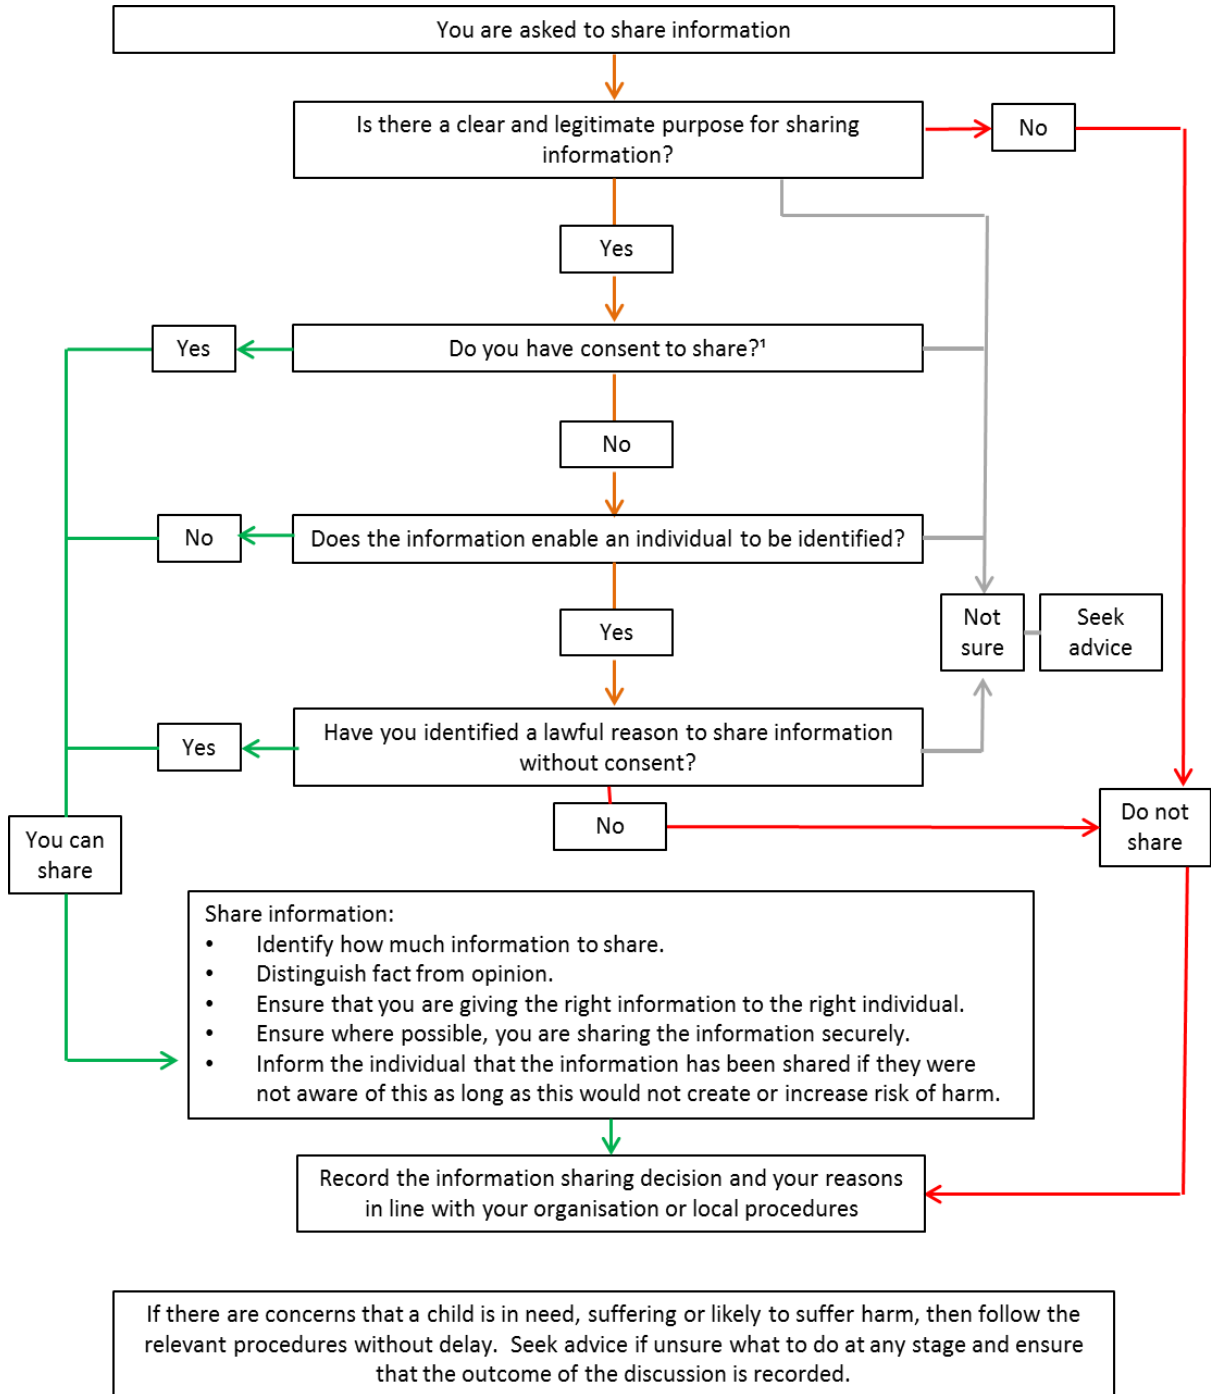 You are asked to share information
Is there a clear and legitimate purpose for sharing
information?
No
Yes
Yes
Do you have consent to share?¹
No
No
Does the information enable an individual to be identified?
Yes
Not
sure
Seek
advice
Yes
Have you identified a lawful reason to share information
without consent?
No
Do not
share
You can
share
Share information:
• Identify how much information to share.
• Distinguish fact from opinion.
• Ensure that you are giving the right information to the right individual.
• Ensure where possible, you are sharing the information securely.
• Inform the individual that the information has been shared if they were
not aware of this as long as this would not create or increase risk of harm.
Record the information sharing decision and your reasons
in line with your organisation or local procedures
If there are concerns that a child is in need, suffering or likely to suffer harm, then follow the
relevant procedures without delay.  Seek advice if unsure what to do at any stage and ensure
that the outcome of the discussion is recorded.